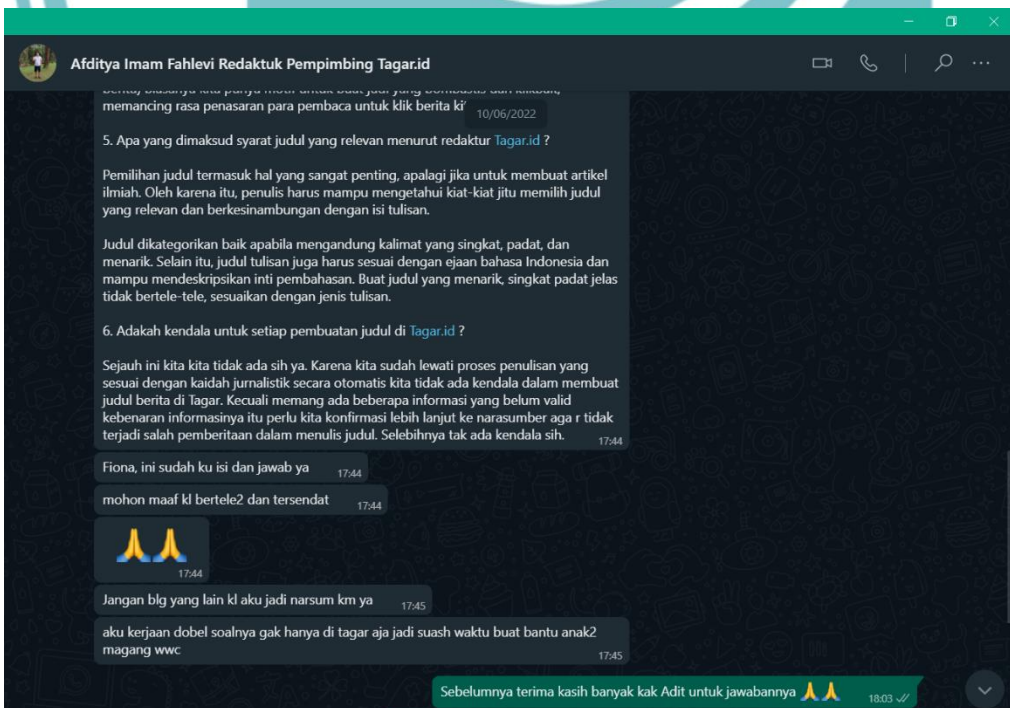 Afditya Imam Fahlevi Redaktuk Pempimbing Tagar.id
berita, biasanya kita punya motif untuk buat judl yang bombastis dan klikbait,
memancing rasa penasaran para pembaca untuk klik berita ki
10/06/2022
5. Apa yang dimaksud syarat judul yang relevan menurut redaktur Tagar.id ?
Pemilihan judul termasuk hal yang sangat penting, apalagi jika untuk membuat artikel
ilmiah. Oleh karena itu, penulis harus mampu mengetahui kiat-kiat jitu memilih judul
yang relevan dan berkesinambungan dengan isi tulisan.
Judul dikategorikan baik apabila mengandung kalimat yang singkat, padat, dan
menarik. Selain itu, judul tulisan juga harus sesuai dengan ejaan bahasa Indonesia dan
mampu mendeskripsikan inti pembahasan. Buat judul yang menarik, singkat padat jelas
tidak bertele-tele, sesuaikan dengan jenis tulisan.
6. Adakah kendala untuk setiap pembuatan judul di Tagar.id ?
Sejauh ini kita kita tidak ada sih ya. Karena kita sudah lewati proses penulisan yang
sesuai dengan kaidah jurnalistik secara otomatis kita tidak ada kendala dalam membuat
judul berita di Tagar. Kecuali memang ada beberapa informasi yang belum valid
kebenaran informasinya itu perlu kita konfirmasi lebih lanjut ke narasumber aga r tidak
terjadi salah pemberitaan dalam menulis judul. Selebihnya tak ada kendala sih.
17:44
Fiona, ini sudah ku isi dan jawab ya 17:44
mohon maaf kl bertele2 dan tersendat 17:44
🙏🙏
17:44
Jangan blg yang lain kl aku jadi narsum km ya 17:45
aku kerjaan dobel soalnya gak hanya di tagar aja jadi suash waktu buat bantu anak2
magang wwc 17:45
Sebelumnya terima kasih banyak kak Adit untuk jawabannya 🙏🙏 18:03